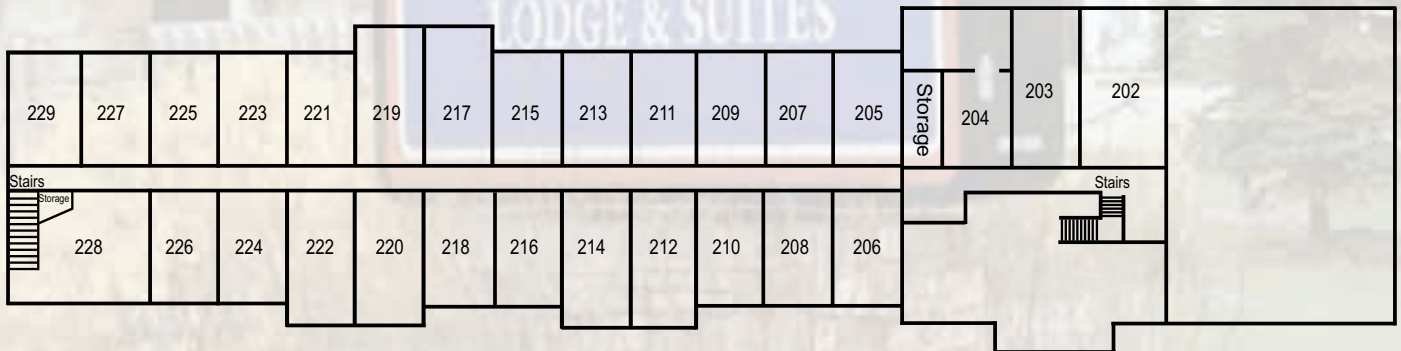 LODGE & SUITES
229 227 225 223 221 219 217 215 213 211 209 207 205 Storage 204 203 202
Stairs Stairs
Storage
228 226 224 222 220 218 216 214 212 210 208 206